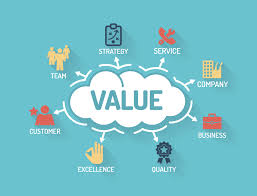 STRATEGY
SERVICE
TEAM
COMPANY
VALUE
CUSTOMER
BUSINESS
EXCELLENCE
QUALITY